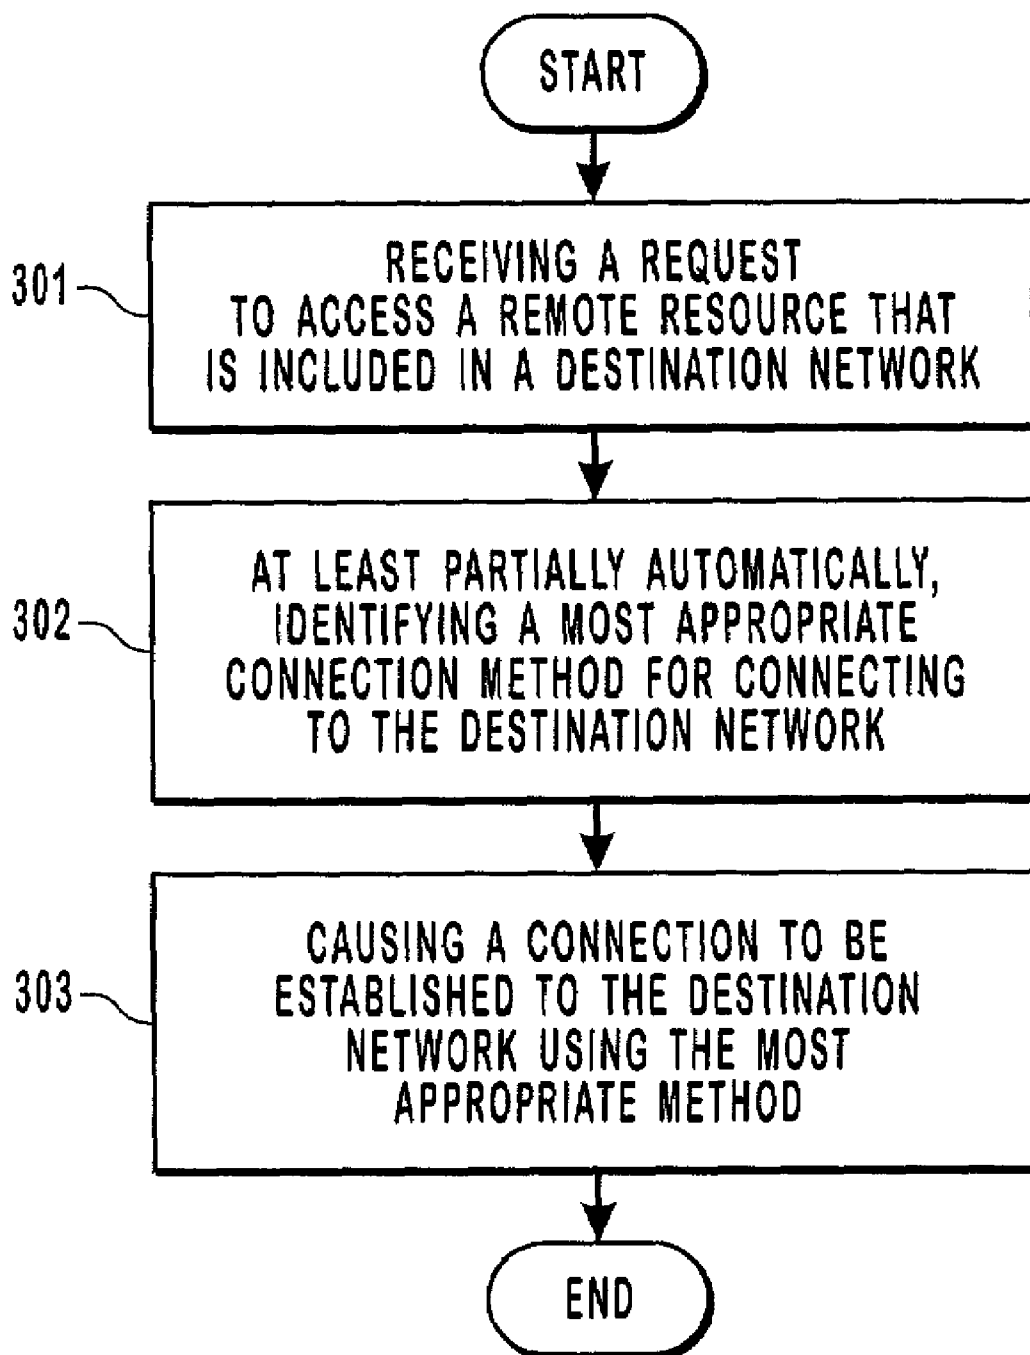 START
301
RECEIVING A REQUEST
TO ACCESS A REMOTE RESOURCE THAT
IS INCLUDED IN A DESTINATION NETWORK
302
AT LEAST PARTIALLY AUTOMATICALLY,
IDENTIFYING A MOST APPROPRIATE
CONNECTION METHOD FOR CONNECTING
TO THE DESTINATION NETWORK
303
CAUSING A CONNECTION TO BE
ESTABLISHED TO THE DESTINATION
NETWORK USING THE MOST
APPROPRIATE METHOD
END